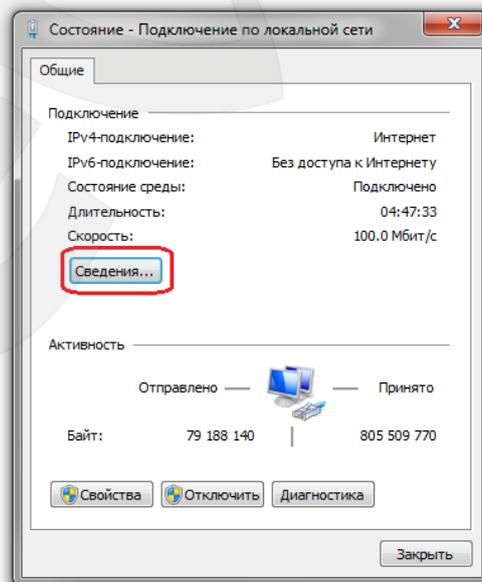 Состояние - Подключение по локальной сети
Общие
Подключение
IPv4-подключение: Интернет
IPv6-подключение: Без доступа к Интернету
Состояние среды: Подключено
Длительность: 04:47:33
Скорость: 100.0 Мбит/с
Сведения...
Активность
Отправлено Принято
Байт: 79 188 140 805 509 770
Свойства Отключить Диагностика
Закрыть